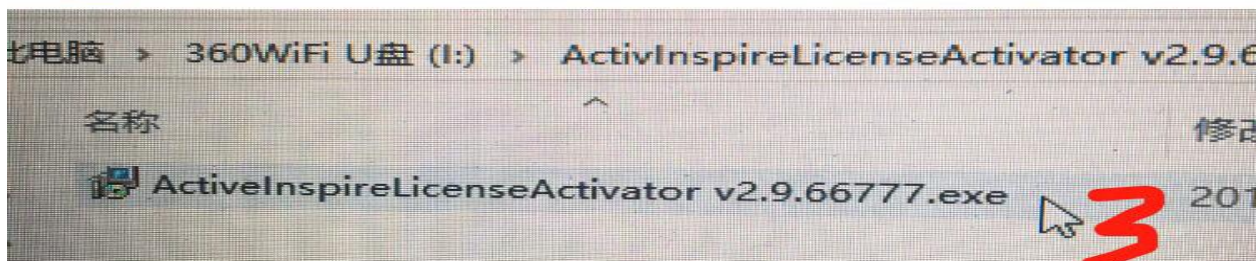 此电脑 > 360WiFi U盘 (I:) > ActivInspireLicenseActivator v2.9.6
名称 修改
ActiveInspireLicenseActivator v2.9.66777.exe 201
3